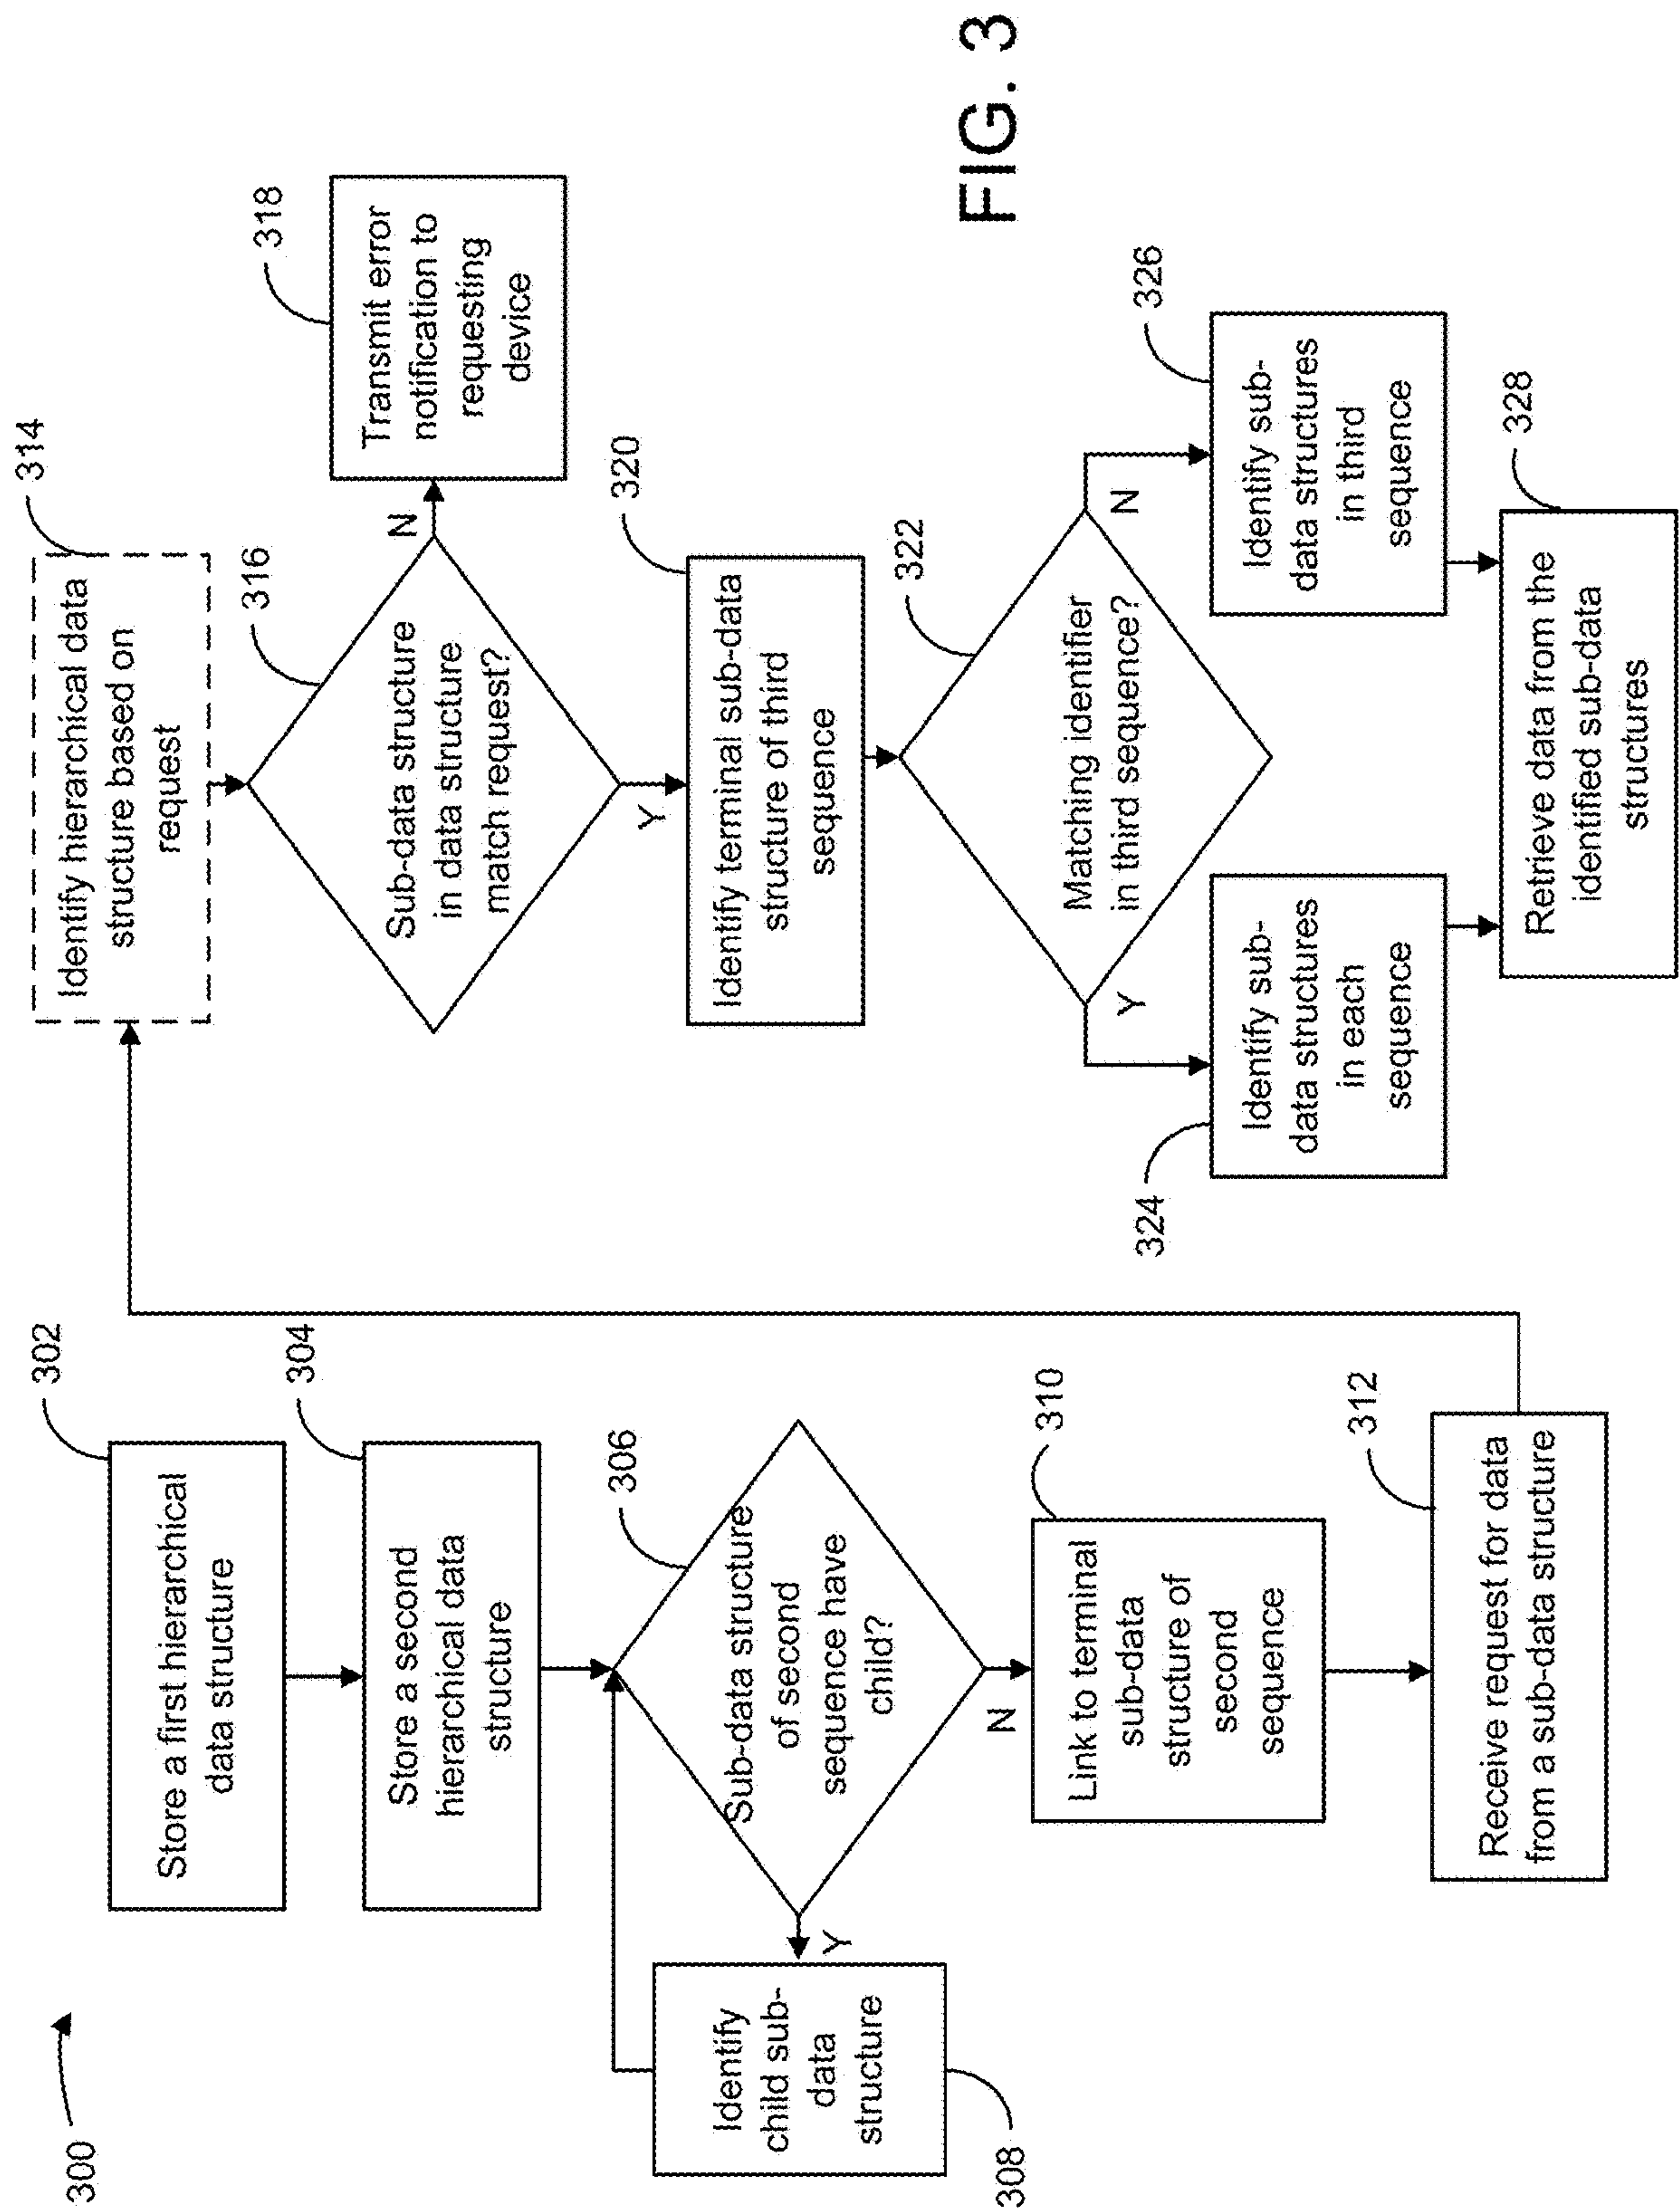 300
302
Store a first hierarchical
data structure
304
Store a second
hierarchical data
structure
306
Sub-data structure
of second
sequence have
child?
Y
N
Identify
child sub-
data
structure
308
310
Link to terminal
sub-data
structure of
second
sequence
312
Receive request for data
from a sub-data structure
314
Identify hierarchical data
structure based on
request
316
Sub-data structure
in data structure
match request?
N
Y
318
Transmit error
notification to
requesting
device
320
Identify terminal sub-data
structure of third
sequence
322
Matching identifier
in third sequence?
Y
N
324
Identify sub-
data structures
in each
sequence
326
Identify sub-
data structures
in third
sequence
328
Retrieve data from the
identified sub-data
structures
FIG. 3